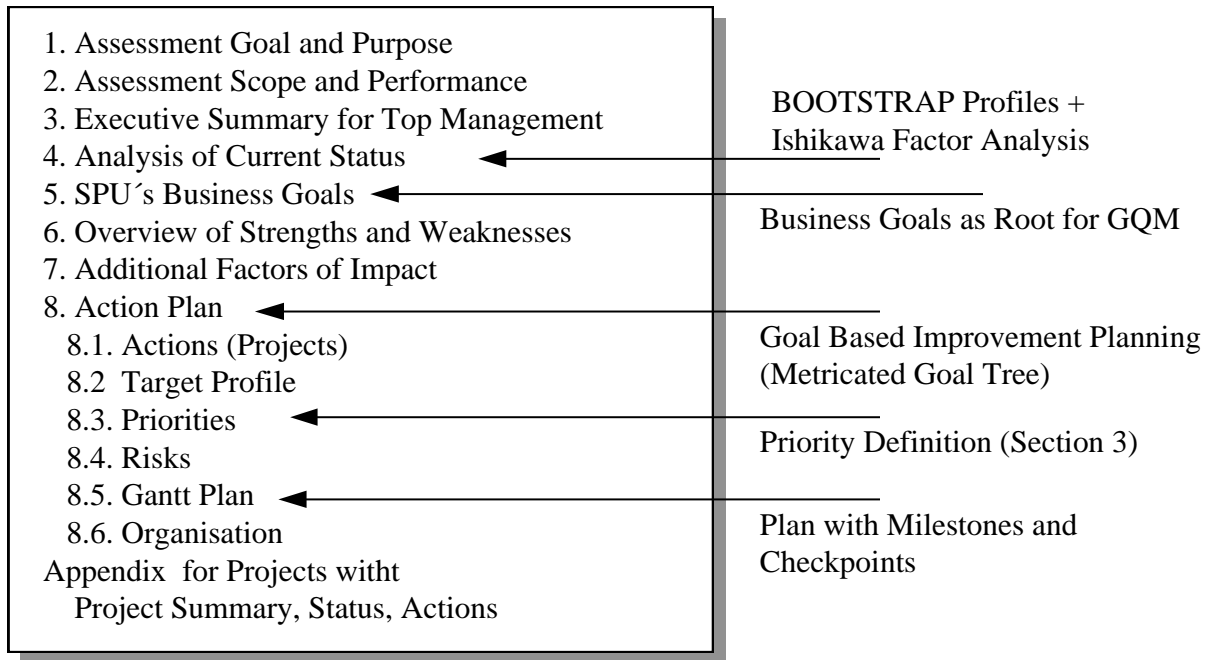 1. Assessment Goal and Purpose
2. Assessment Scope and Performance
3. Executive Summary for Top Management
4. Analysis of Current Status
5. SPU´s Business Goals
6. Overview of Strengths and Weaknesses
7. Additional Factors of Impact
8. Action Plan
8.1. Actions (Projects)
8.2 Target Profile
8.3. Priorities
8.4. Risks
8.5. Gantt Plan
8.6. Organisation
Appendix for Projects witht
Project Summary, Status, Actions
BOOTSTRAP Profiles +
Ishikawa Factor Analysis
Business Goals as Root for GQM
Goal Based Improvement Planning
(Metricated Goal Tree)
Priority Definition (Section 3)
Plan with Milestones and
Checkpoints